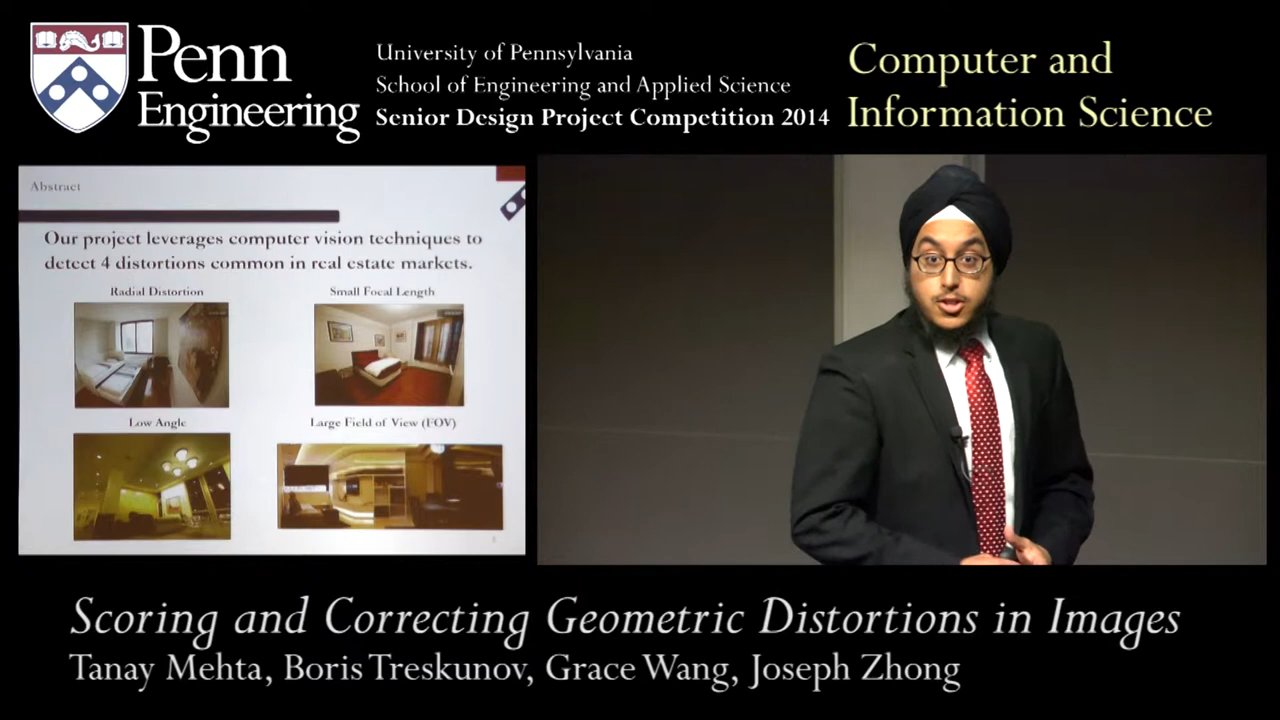 Penn
Engineering
University of Pennsylvania
School of Engineering and Applied Science
Senior Design Project Competition 2014
Computer and
Information Science
Abstract
Our project leverages computer vision techniques to
detect 4 distortions common in real estate markets.
Radial Distortion
Small Focal Length
Low Angle
Large Field of View (FOV)
Scoring and Correcting Geometric Distortions in Images
Tanay Mehta, Boris Treskunov, Grace Wang, Joseph Zhong